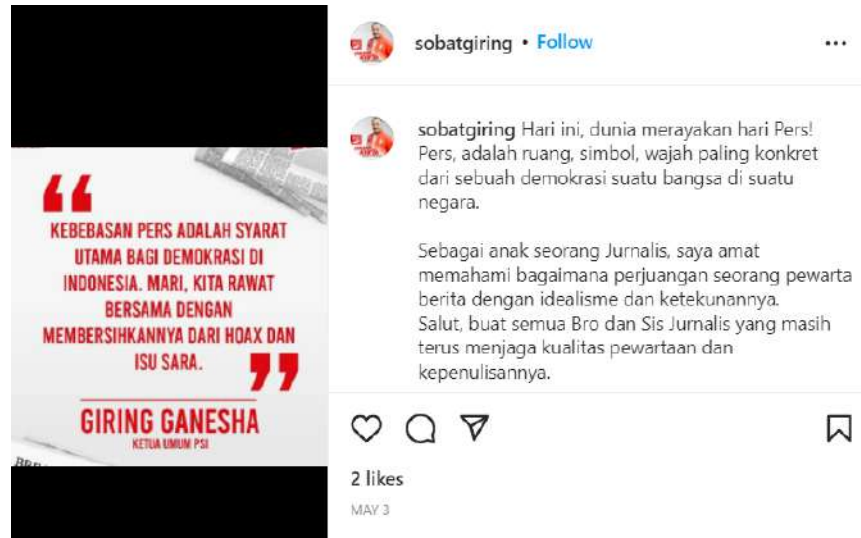 KEBEBASAN PERS ADALAH SYARAT
UTAMA BAGI DEMOKRASI DI
INDONESIA. MARI, KITA RAWAT
BERSAMA DENGAN
MEMBERSIHKANNYA DARI HOAX DAN
ISU SARA.
GIRING GANESHA
KETUA UMUM PSI
sobatgiring • Follow
sobatgiring Hari ini, dunia merayakan hari Pers!
Pers, adalah ruang, simbol, wajah paling konkret
dari sebuah demokrasi suatu bangsa di suatu
negara.
Sebagai anak seorang Jurnalis, saya amat
memahami bagaimana perjuangan seorang pewarta
berita dengan idealisme dan ketekunannya.
Salut, buat semua Bro dan Sis Jurnalis yang masih
terus menjaga kualitas pewartaan dan
kepenulisannya.
2 likes
MAY 3